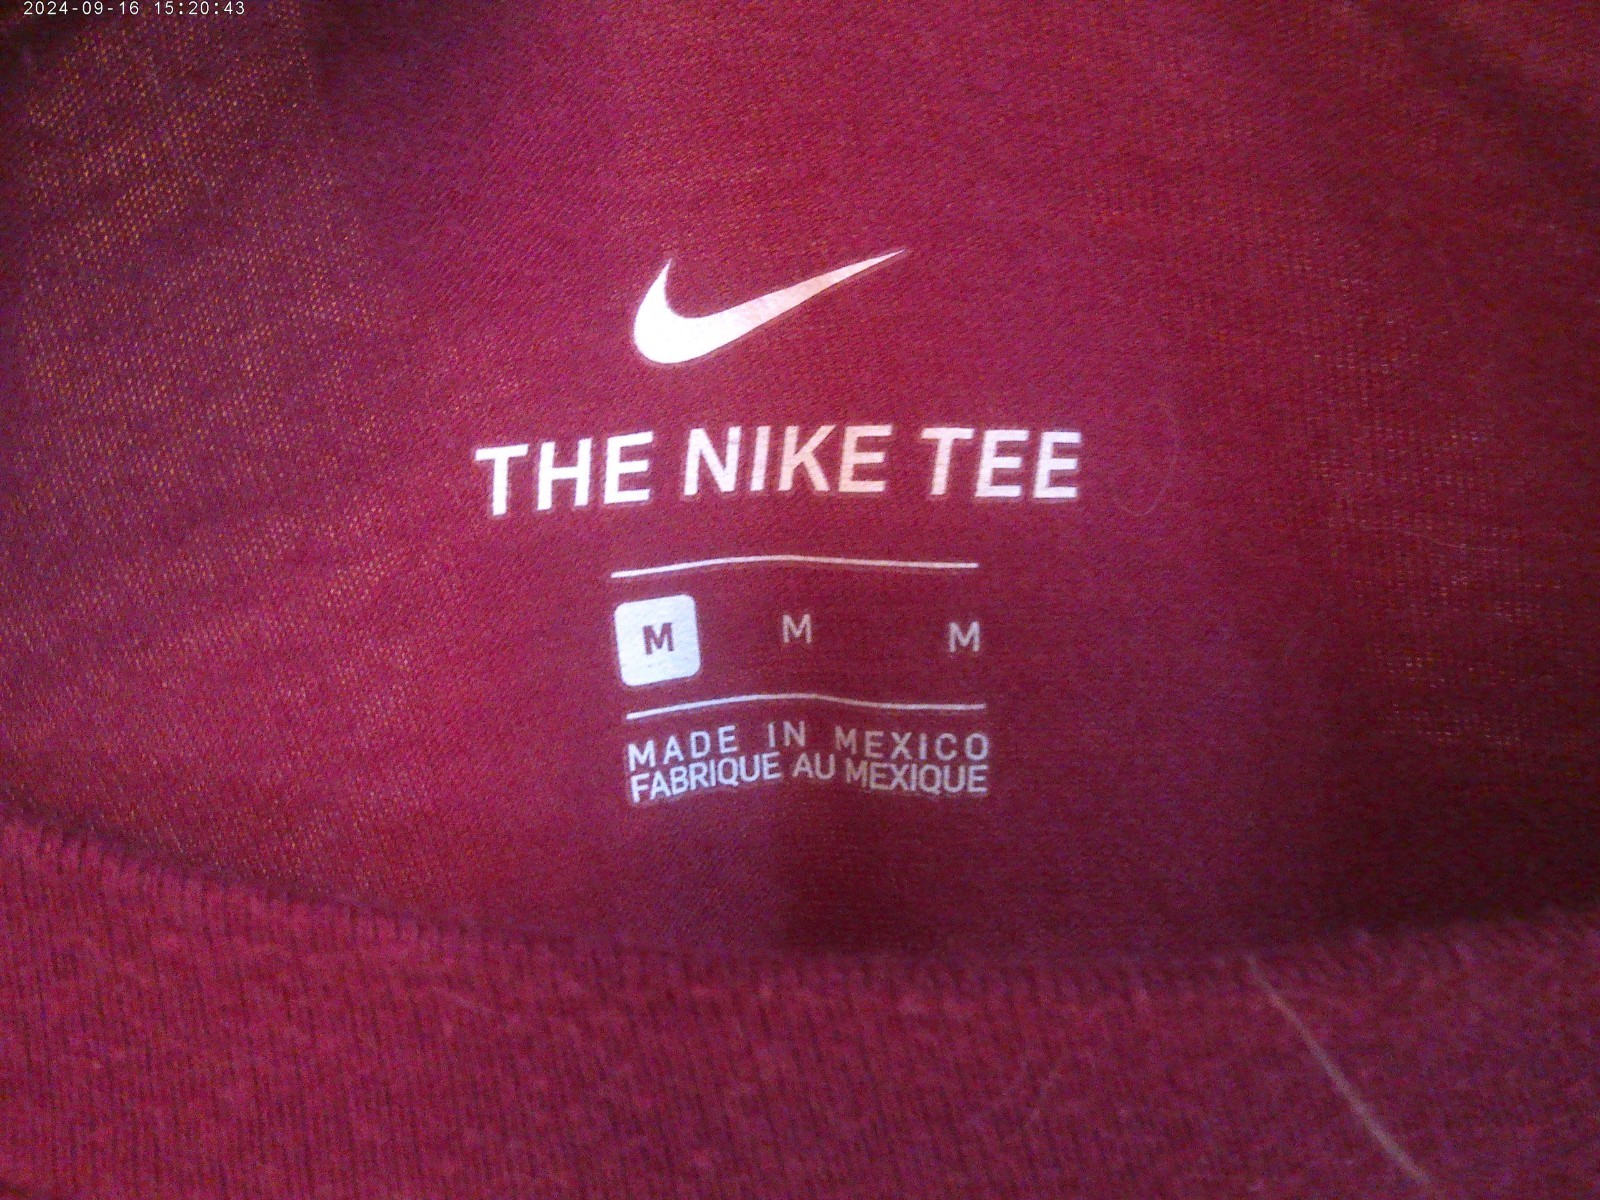 2024-09-16 15:20:43
THE NIKE TEE
M M M
MADE IN MEXICO
FABRIQUE AU MEXIQUE